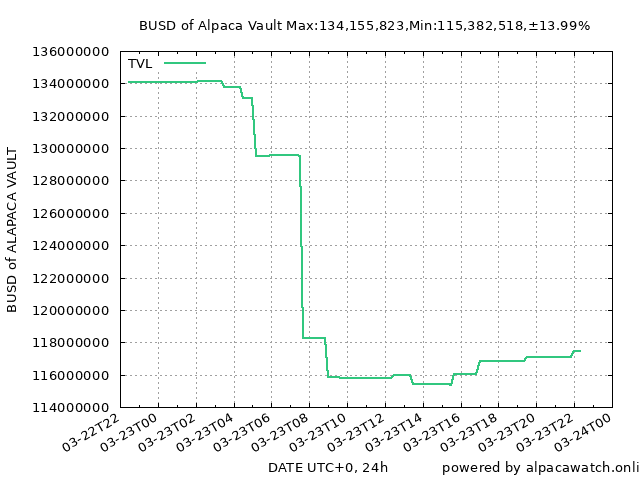 BUSD of Alpaca Vault Max:134,155,823,Min:115,382,518,±13.99%
TVL
136000000
134000000
132000000
130000000
128000000
126000000
124000000
122000000
120000000
118000000
116000000
114000000
BUSD of ALAPACA VAULT
03-22T22
03-23T00
03-23T02
03-23T04
03-23T06
03-23T08
03-23T10
03-23T12
03-23T14
03-23T16
03-23T18
03-23T20
03-23T22
03-24T00
DATE UTC+0, 24h
powered by alpacawatch.onli